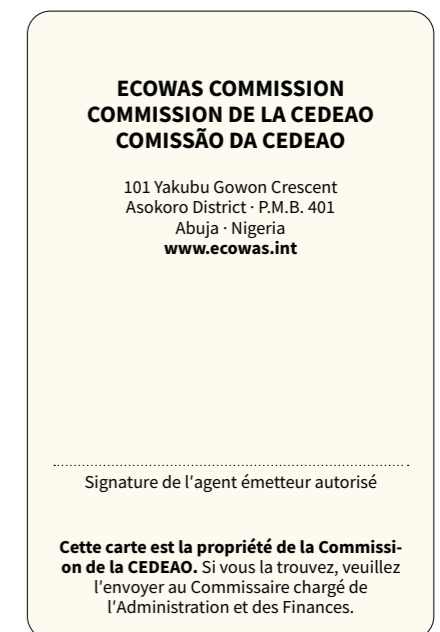 ECOWAS COMMISSION
COMMISSION DE LA CEDEAO
COMISSÃO DA CEDEAO
101 Yakubu Gowon Crescent
Asokoro District · P.M.B. 401
Abuja · Nigeria
www.ecowas.int
Signature de l'agent émetteur autorisé
Cette carte est la propriété de la Commissi-
on de la CEDEAO. Si vous la trouvez, veuillez
l'envoyer au Commissaire chargé de
l'Administration et des Finances.